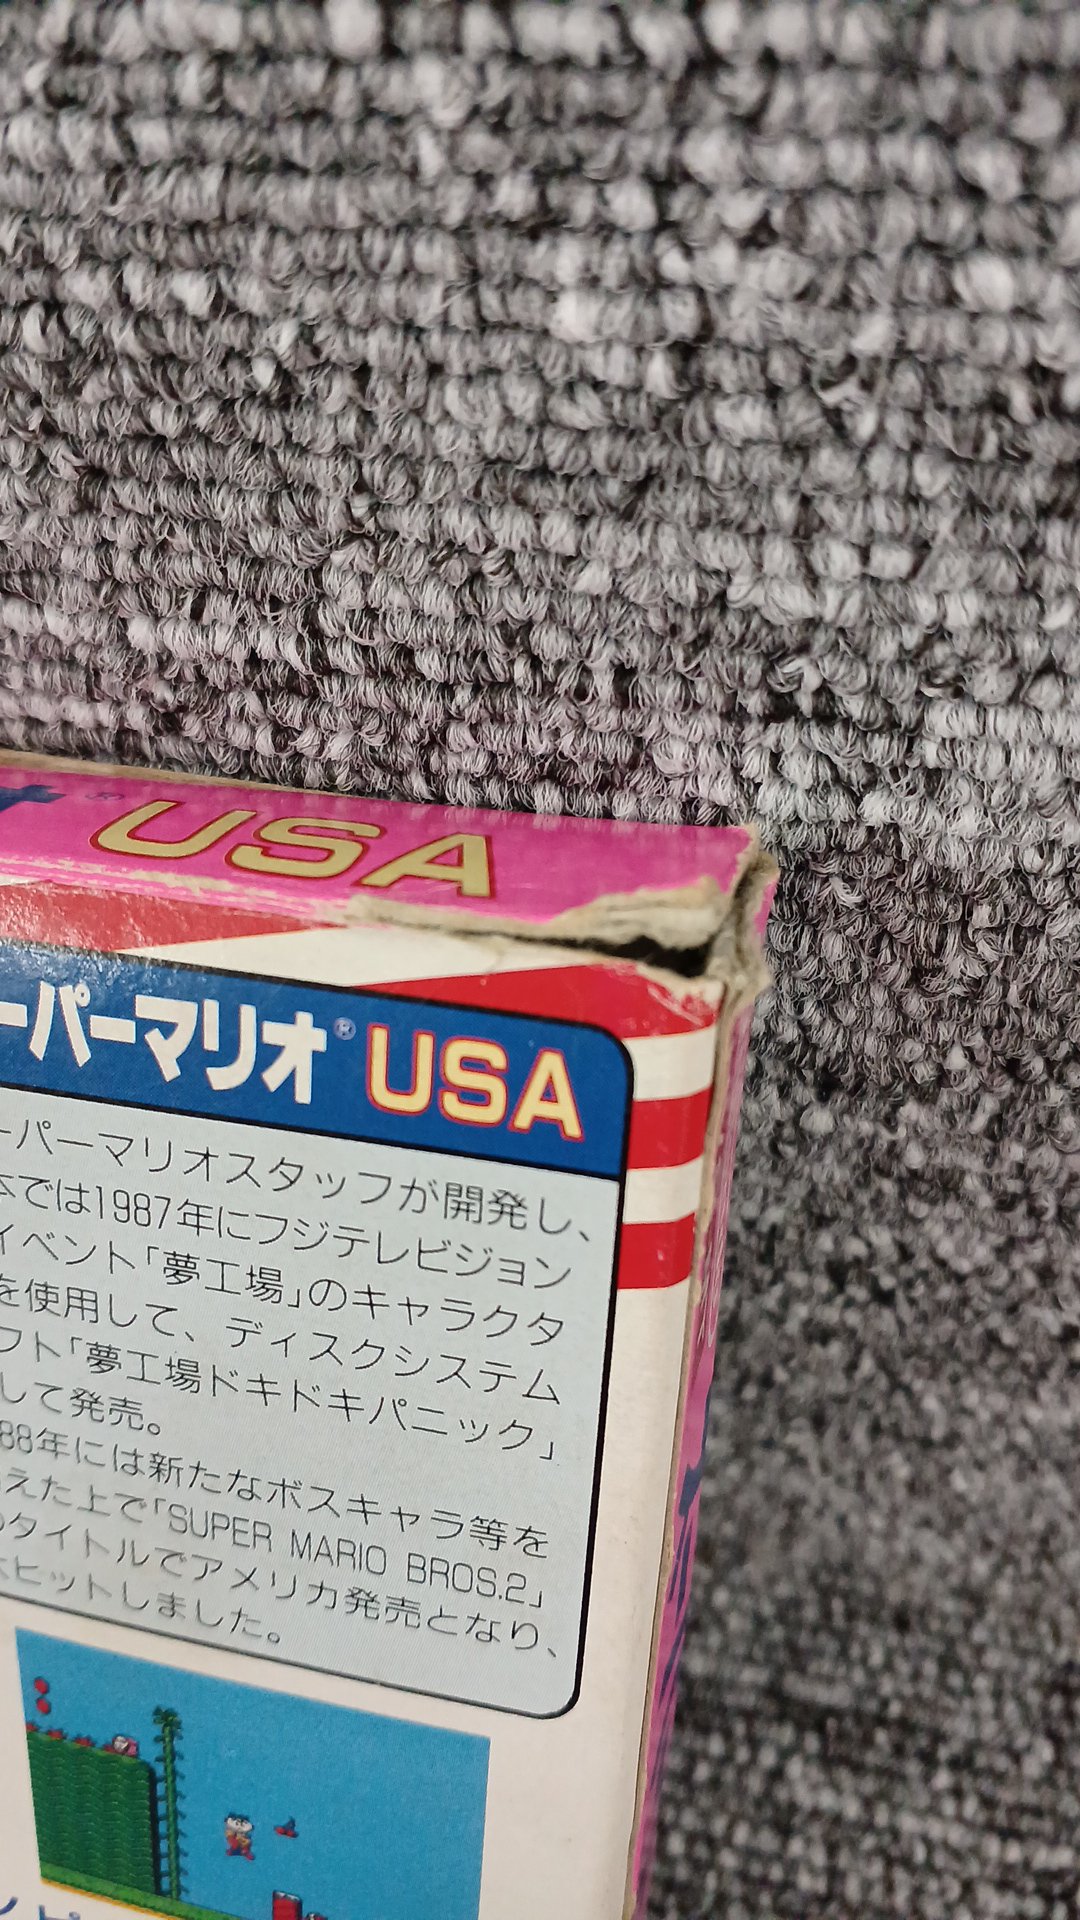 ® USA
ーパーマリオ® USA
ーパーマリオスタッフが開発し、
本では1987年にフジテレビジョン
イベント「夢工場」のキャラクタ
を使用して、ディスクシステム
フト「夢工場ドキドキパニック」
して発売。
88年には新たなボスキャラ等を
えた上で「SUPER MARIO BROS.2」
のタイトルでアメリカ発売となり、
大ヒットしました。